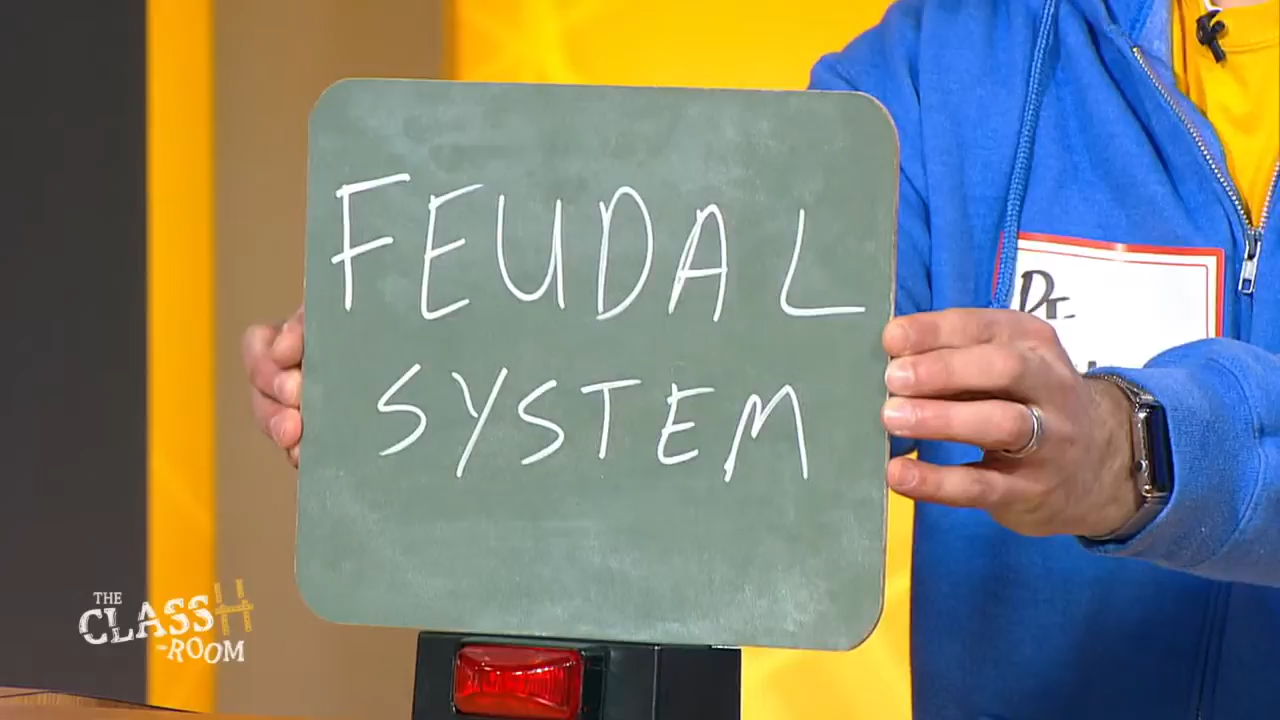 FEUDAL
SYSTEM
Dr.
THE
CLASSH
-ROOM